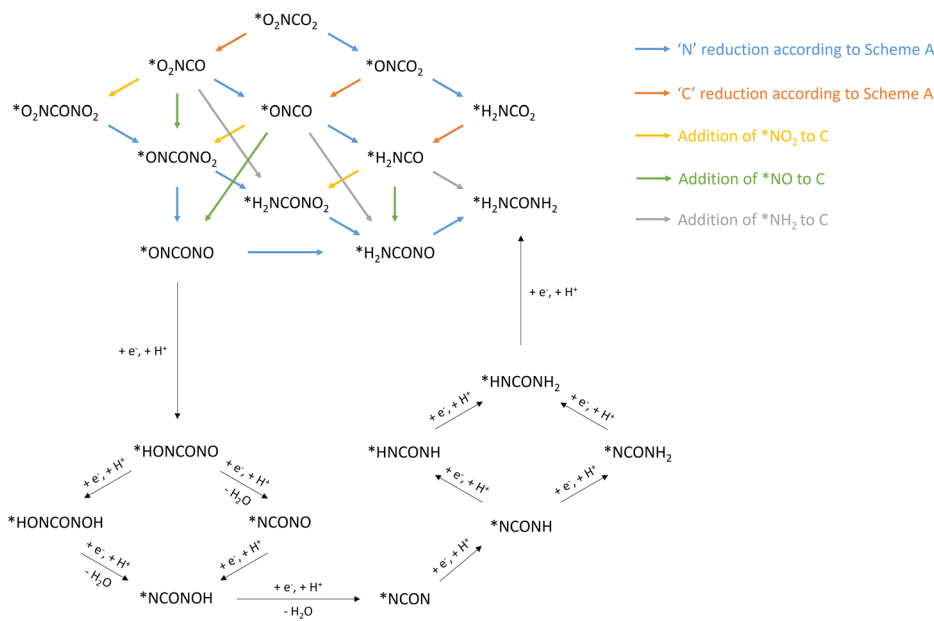 *O₂NCO₂
*O₂NCO
*ONCO₂
*O₂NCONO₂
*ONCO
*H₂NCO₂
*ONCONO₂
*H₂NCO
*H₂NCONO₂
*H₂NCONH₂
*ONCONO
*H₂NCONO
'N' reduction according to Scheme A
'C' reduction according to Scheme A
Addition of *NO₂ to C
Addition of *NO to C
Addition of *NH₂ to C
+ e⁻, + H⁺
+ e⁻, + H⁺
*HNCONH₂
+ e⁻, + H⁺
+ e⁻, + H⁺
*HONCONO
*HNCONH
*NCONH₂
+ e⁻, + H⁺
+ e⁻, + H⁺
- H₂O
+ e⁻, + H⁺
+ e⁻, + H⁺
*HONCONOH
*NCONO
*NCONH
+ e⁻, + H⁺
- H₂O
+ e⁻, + H⁺
+ e⁻, + H⁺
*NCONOH
+ e⁻, + H⁺
- H₂O
*NCON